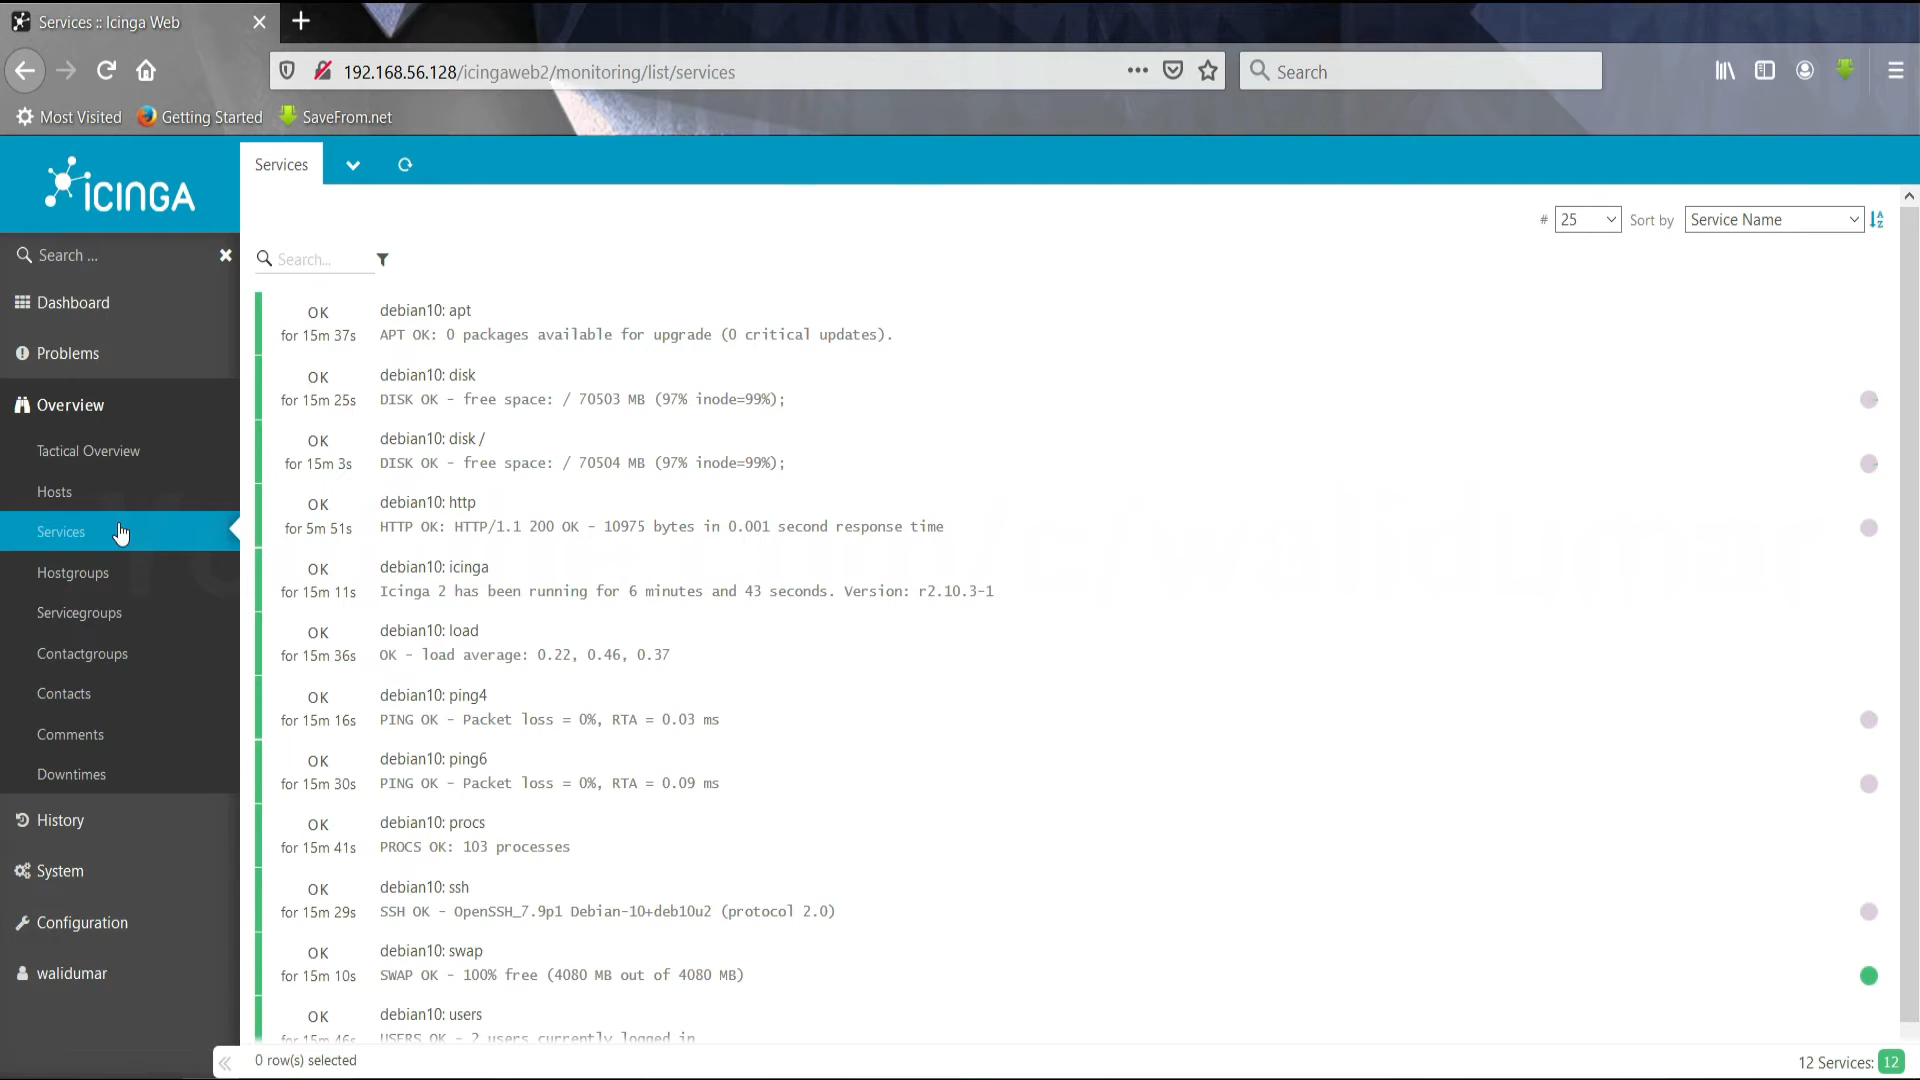 Services :: Icinga Web
192.168.56.128/icingaweb2/monitoring/list/services
Search
Most Visited
Getting Started
SaveFrom.net
ICINGA
Services
Search ...
# 25 Sort by Service Name
Search...
Dashboard
Problems
Overview
Tactical Overview
Hosts
Services
Hostgroups
Servicegroups
Contactgroups
Contacts
Comments
Downtimes
History
System
Configuration
walidumar
OK debian10: apt
for 15m 37s APT OK: 0 packages available for upgrade (0 critical updates).
OK debian10: disk
for 15m 25s DISK OK - free space: / 70503 MB (97% inode=99%);
OK debian10: disk /
for 15m 3s DISK OK - free space: / 70504 MB (97% inode=99%);
OK debian10: http
for 5m 51s HTTP OK: HTTP/1.1 200 OK - 10975 bytes in 0.001 second response time
OK debian10: icinga
for 15m 11s Icinga 2 has been running for 6 minutes and 43 seconds. Version: r2.10.3-1
OK debian10: load
for 15m 36s OK - load average: 0.22, 0.46, 0.37
OK debian10: ping4
for 15m 16s PING OK - Packet loss = 0%, RTA = 0.03 ms
OK debian10: ping6
for 15m 30s PING OK - Packet loss = 0%, RTA = 0.09 ms
OK debian10: procs
for 15m 41s PROCS OK: 103 processes
OK debian10: ssh
for 15m 29s SSH OK - OpenSSH_7.9p1 Debian-10+deb10u2 (protocol 2.0)
OK debian10: swap
for 15m 10s SWAP OK - 100% free (4080 MB out of 4080 MB)
OK debian10: users
for 15m 46s USERS OK - 2 users currently logged in
0 row(s) selected
12 Services: 12